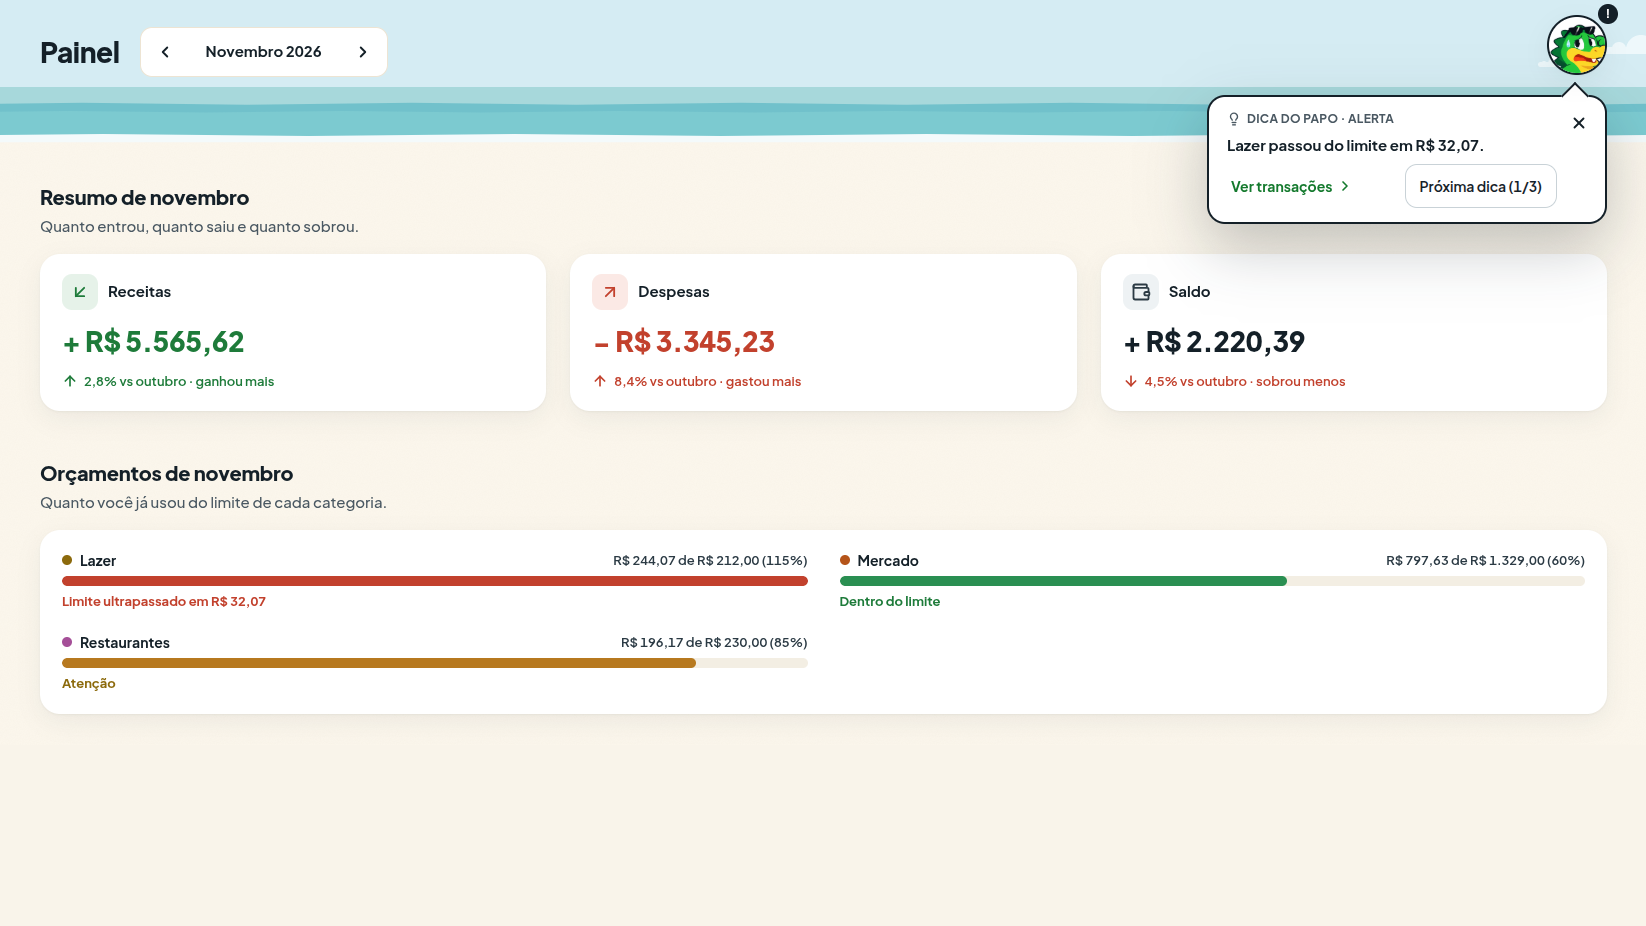 Painel
Novembro 2026
!
DICA DO PAPO · ALERTA
Lazer passou do limite em R$ 32,07.
Ver transações
Próxima dica (1/3)
Resumo de novembro
Quanto entrou, quanto saiu e quanto sobrou.
Receitas
+ R$ 5.565,62
2,8% vs outubro · ganhou mais
Despesas
– R$ 3.345,23
8,4% vs outubro · gastou mais
Saldo
+ R$ 2.220,39
4,5% vs outubro · sobrou menos
Orçamentos de novembro
Quanto você já usou do limite de cada categoria.
Lazer
R$ 244,07 de R$ 212,00 (115%)
Limite ultrapassado em R$ 32,07
Mercado
R$ 797,63 de R$ 1.329,00 (60%)
Dentro do limite
Restaurantes
R$ 196,17 de R$ 230,00 (85%)
Atenção